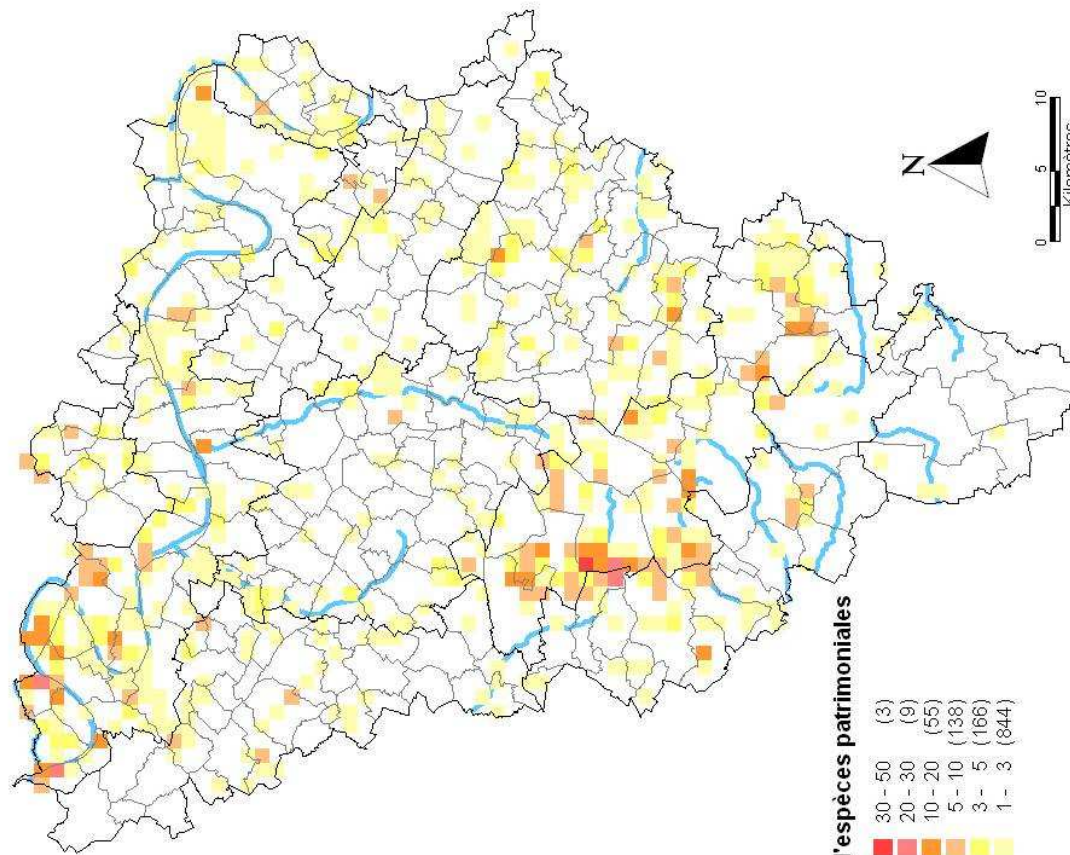 N
0 5 10
Kilomètres
l'espèces patrimoniales
30 - 50 (3)
20 - 30 (9)
10 - 20 (55)
5 - 10 (138)
3 - 5 (166)
1 - 3 (844)